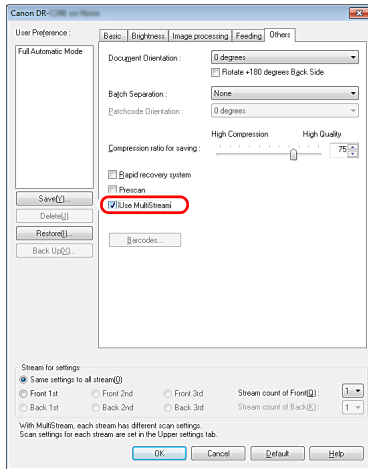 Canon DR-
User Preference :
Full Automatic Mode
Save(Y)...
Delete(J)
Restore(I)...
Back Up(X)...
Basic Brightness Image processing Feeding Others
Document Orientation : 0 degrees
Rotate +180 degrees Back Side
Batch Separation : None
Patchcode Orientation : 0 degrees
High Compression High Quality
Compression ratio for saving : 75
Rapid recovery system
Prescan
Use MultiStream
Barcodes...
Stream for settings
Same settings to all stream(0)
Front 1st Front 2nd Front 3rd Stream count of Front(Q) : 1
Back 1st Back 2nd Back 3rd Stream count of Back(K) : 1
With MultiStream, each stream has different scan settings.
Scan settings for each stream are set in the Upper settings tab.
OK Cancel Default Help